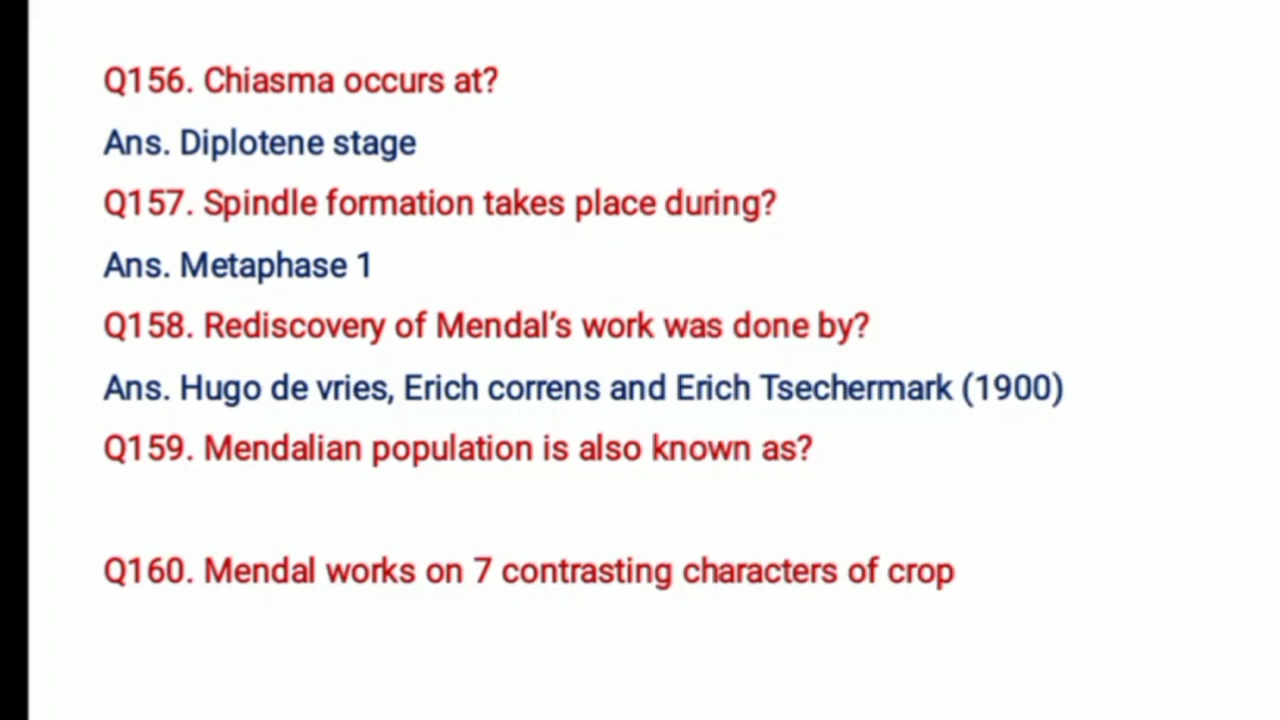 Q156. Chiasma occurs at?
Ans. Diplotene stage
Q157. Spindle formation takes place during?
Ans. Metaphase 1
Q158. Rediscovery of Mendal's work was done by?
Ans. Hugo de vries, Erich correns and Erich Tsechermark (1900)
Q159. Mendalian population is also known as?
Q160. Mendal works on 7 contrasting characters of crop